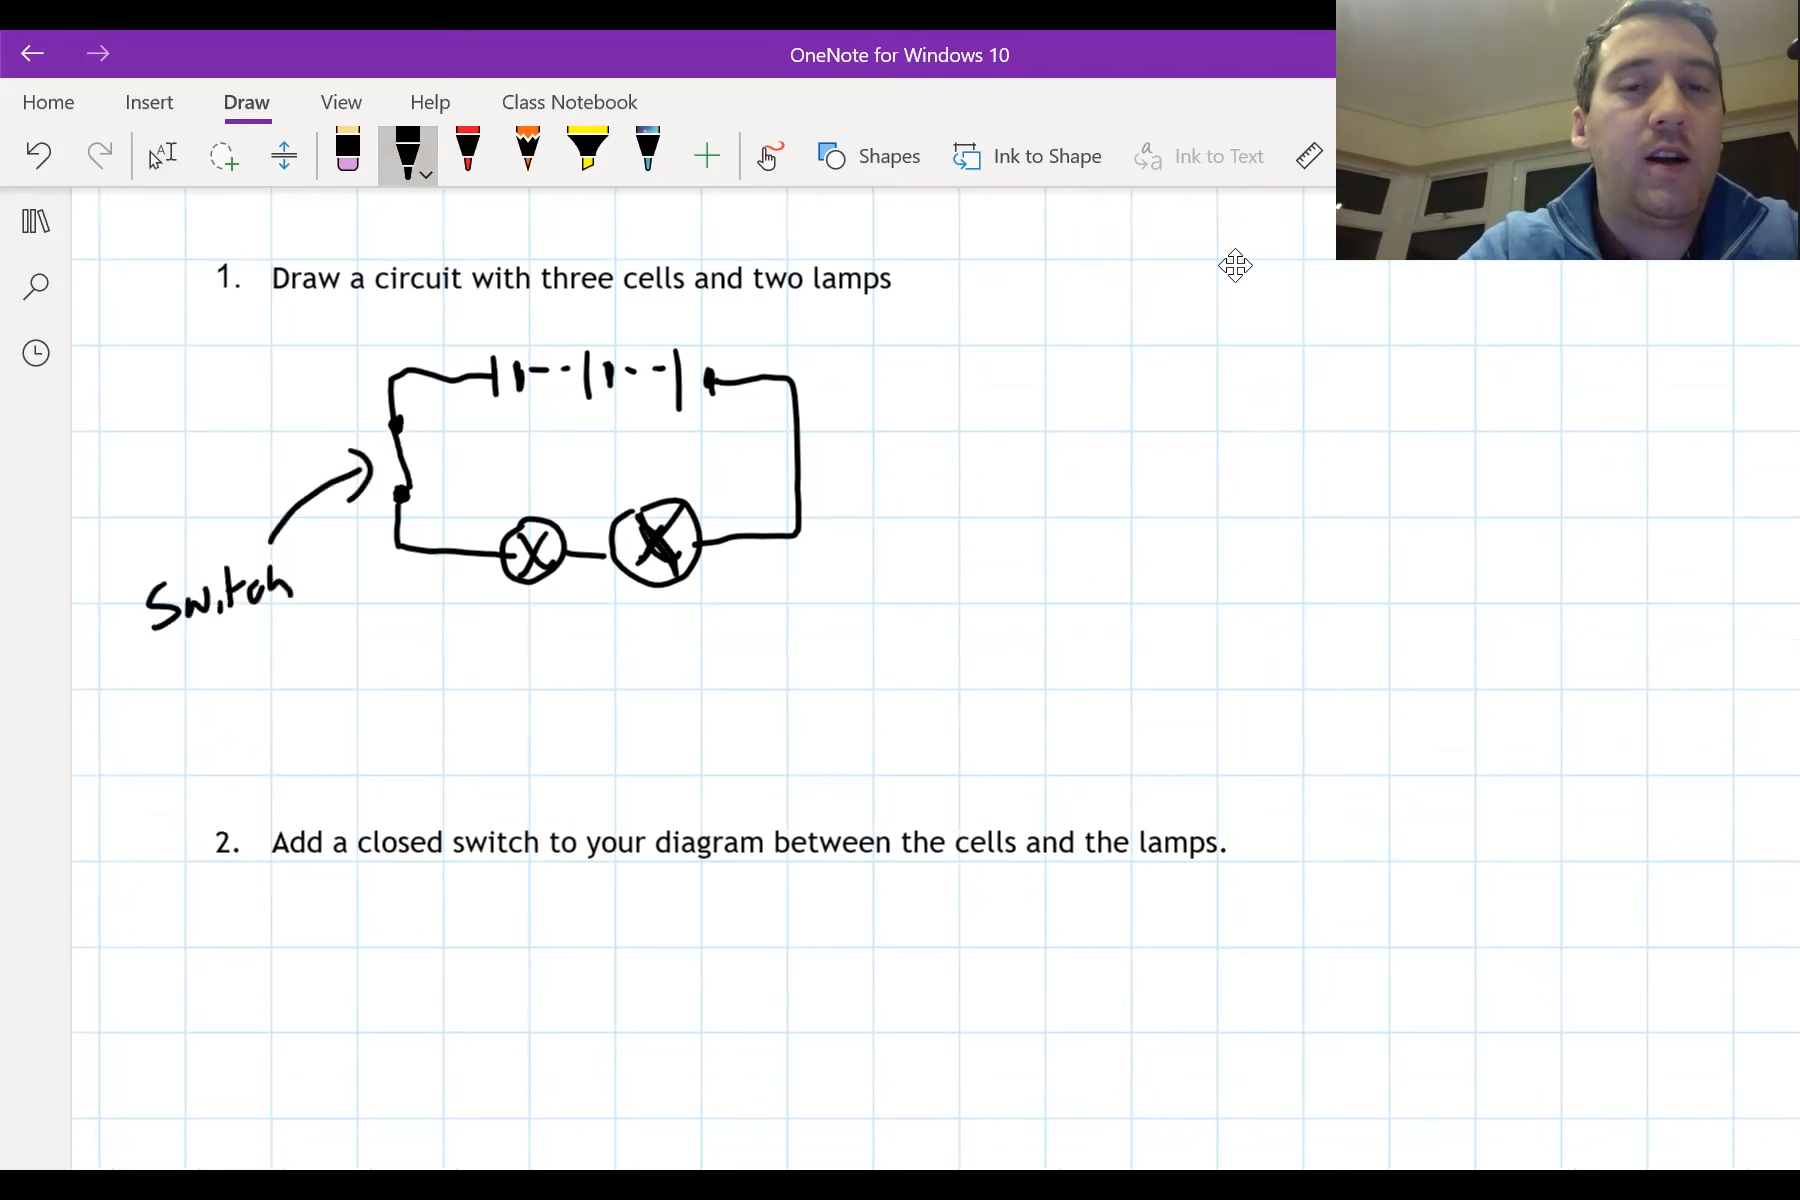 OneNote for Windows 10
Home Insert Draw View Help Class Notebook
Shapes Ink to Shape Ink to Text
1. Draw a circuit with three cells and two lamps
Switch
2. Add a closed switch to your diagram between the cells and the lamps.